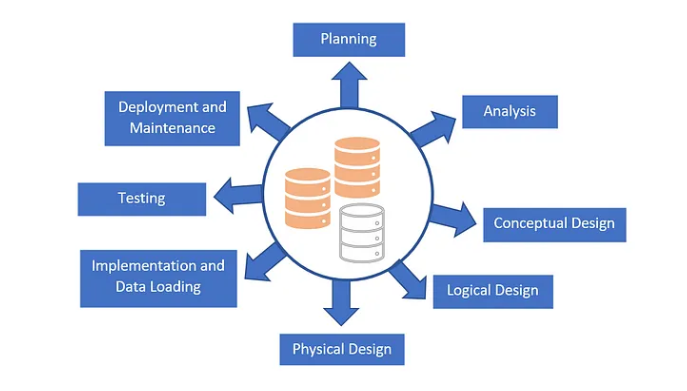 Planning
Analysis
Conceptual Design
Logical Design
Physical Design
Implementation and
Data Loading
Testing
Deployment and
Maintenance